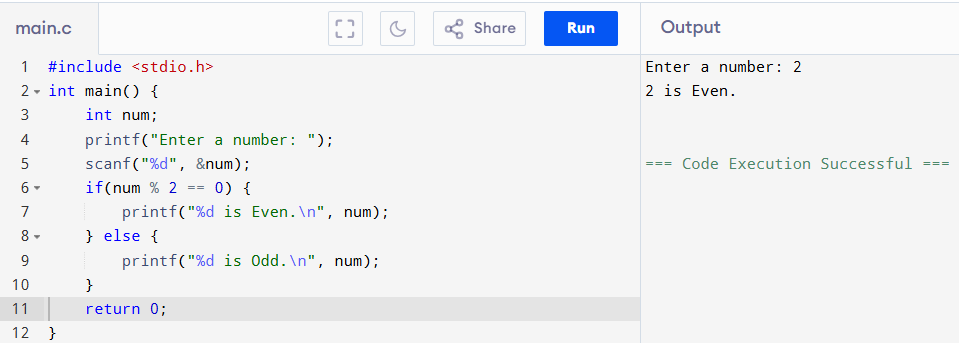 main.c Share Run Output
1 #include <stdio.h>
2 int main() {
3 int num;
4 printf("Enter a number: ");
5 scanf("%d", &num);
6 if(num % 2 == 0) {
7 printf("%d is Even.\n", num);
8 } else {
9 printf("%d is Odd.\n", num);
10 }
11 return 0;
12 }
Enter a number: 2
2 is Even.
=== Code Execution Successful ===